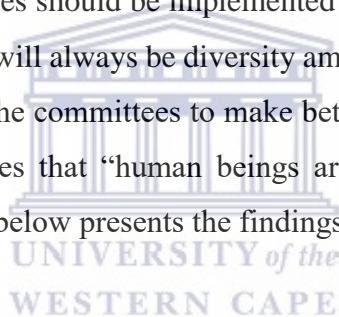 es should be implemented
will always be diversity am
he committees to make bet
es that “human beings ar
below presents the findings
UNIVERSITY of the
WESTERN CAPE